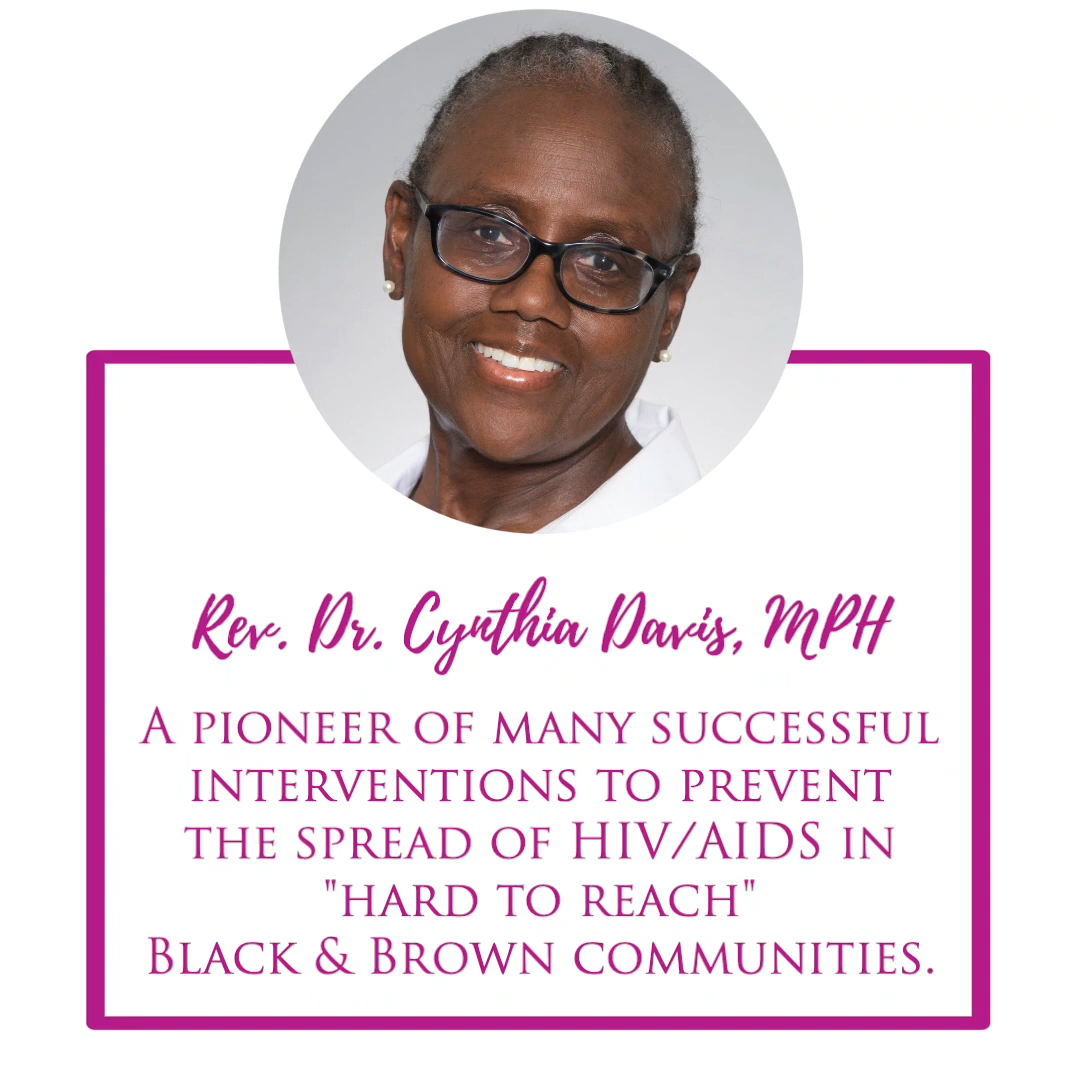 Rev. Dr. Cynthia Davis, MPH
A pioneer of many successful
interventions to prevent
the spread of HIV/AIDS in
"hard to reach"
Black & Brown communities.